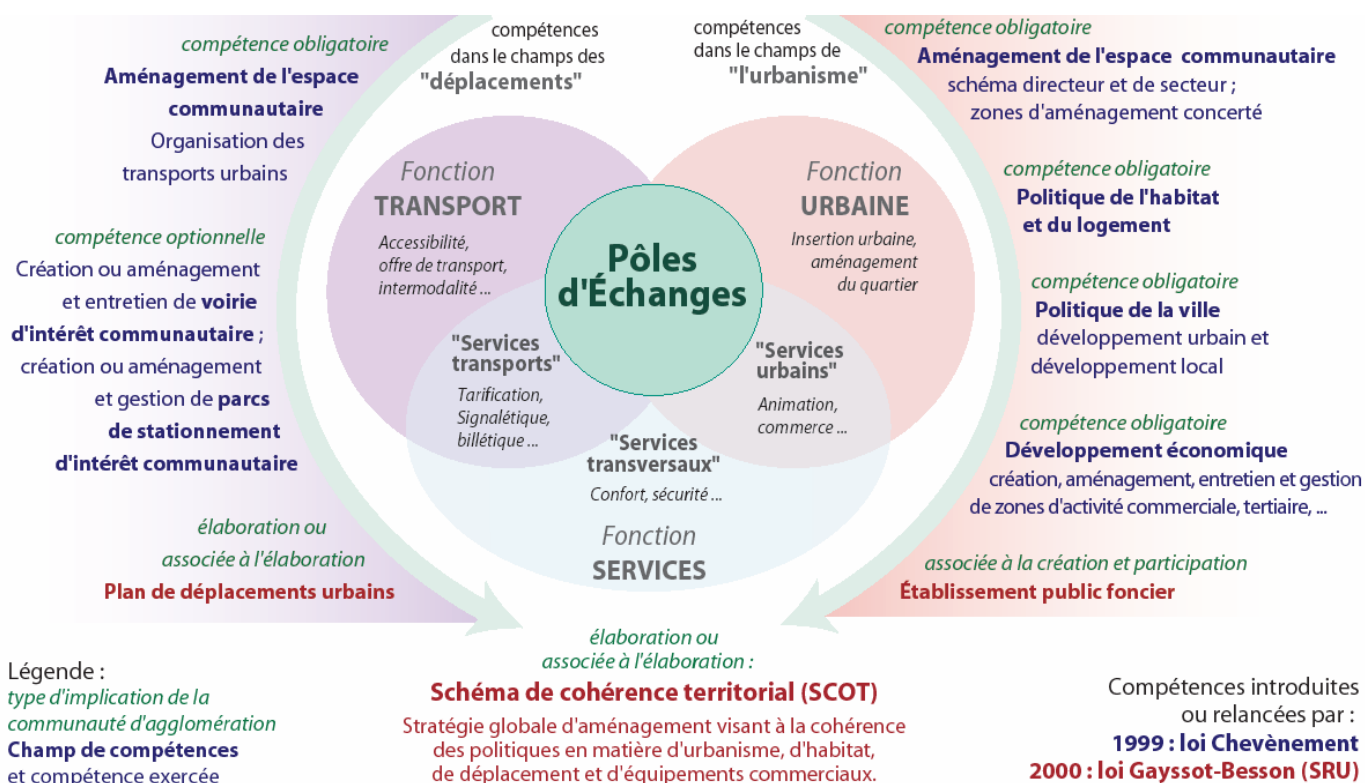 compétence obligatoire
Aménagement de l'espace
communautaire
Organisation des
transports urbains
compétence optionnelle
Création ou aménagement
et entretien de voirie
d'intérêt communautaire ;
création ou aménagement
et gestion de parcs
de stationnement
d'intérêt communautaire
élaboration ou
associée à l'élaboration
Plan de déplacements urbains
compétences
dans le champs des
"déplacements"
compétences
dans le champs de
"l'urbanisme"
Fonction
TRANSPORT
Accessibilité,
offre de transport,
intermodalité ...
Fonction
URBAINE
Insertion urbaine,
aménagement
du quartier
Pôles
d'Échanges
"Services
transports"
Tarification,
Signalétique,
billétique ...
"Services
urbains"
Animation,
commerce ...
"Services
transversaux"
Confort, sécurité ...
Fonction
SERVICES
compétence obligatoire
Aménagement de l'espace communautaire
schéma directeur et de secteur ;
zones d'aménagement concerté
compétence obligatoire
Politique de l'habitat
et du logement
compétence obligatoire
Politique de la ville
développement urbain et
développement local
compétence obligatoire
Développement économique
création, aménagement, entretien et gestion
de zones d'activité commerciale, tertiaire, ...
associée à la création et participation
Établissement public foncier
élaboration ou
associée à l'élaboration :
Schéma de cohérence territorial (SCOT)
Stratégie globale d'aménagement visant à la cohérence
des politiques en matière d'urbanisme, d'habitat,
de déplacement et d'équipements commerciaux.
Légende :
type d'implication de la
communauté d'agglomération
Champ de compétences
et compétence exercée
Compétences introduites
ou relancées par :
1999 : loi Chevènement
2000 : loi Gayssot-Besson (SRU)